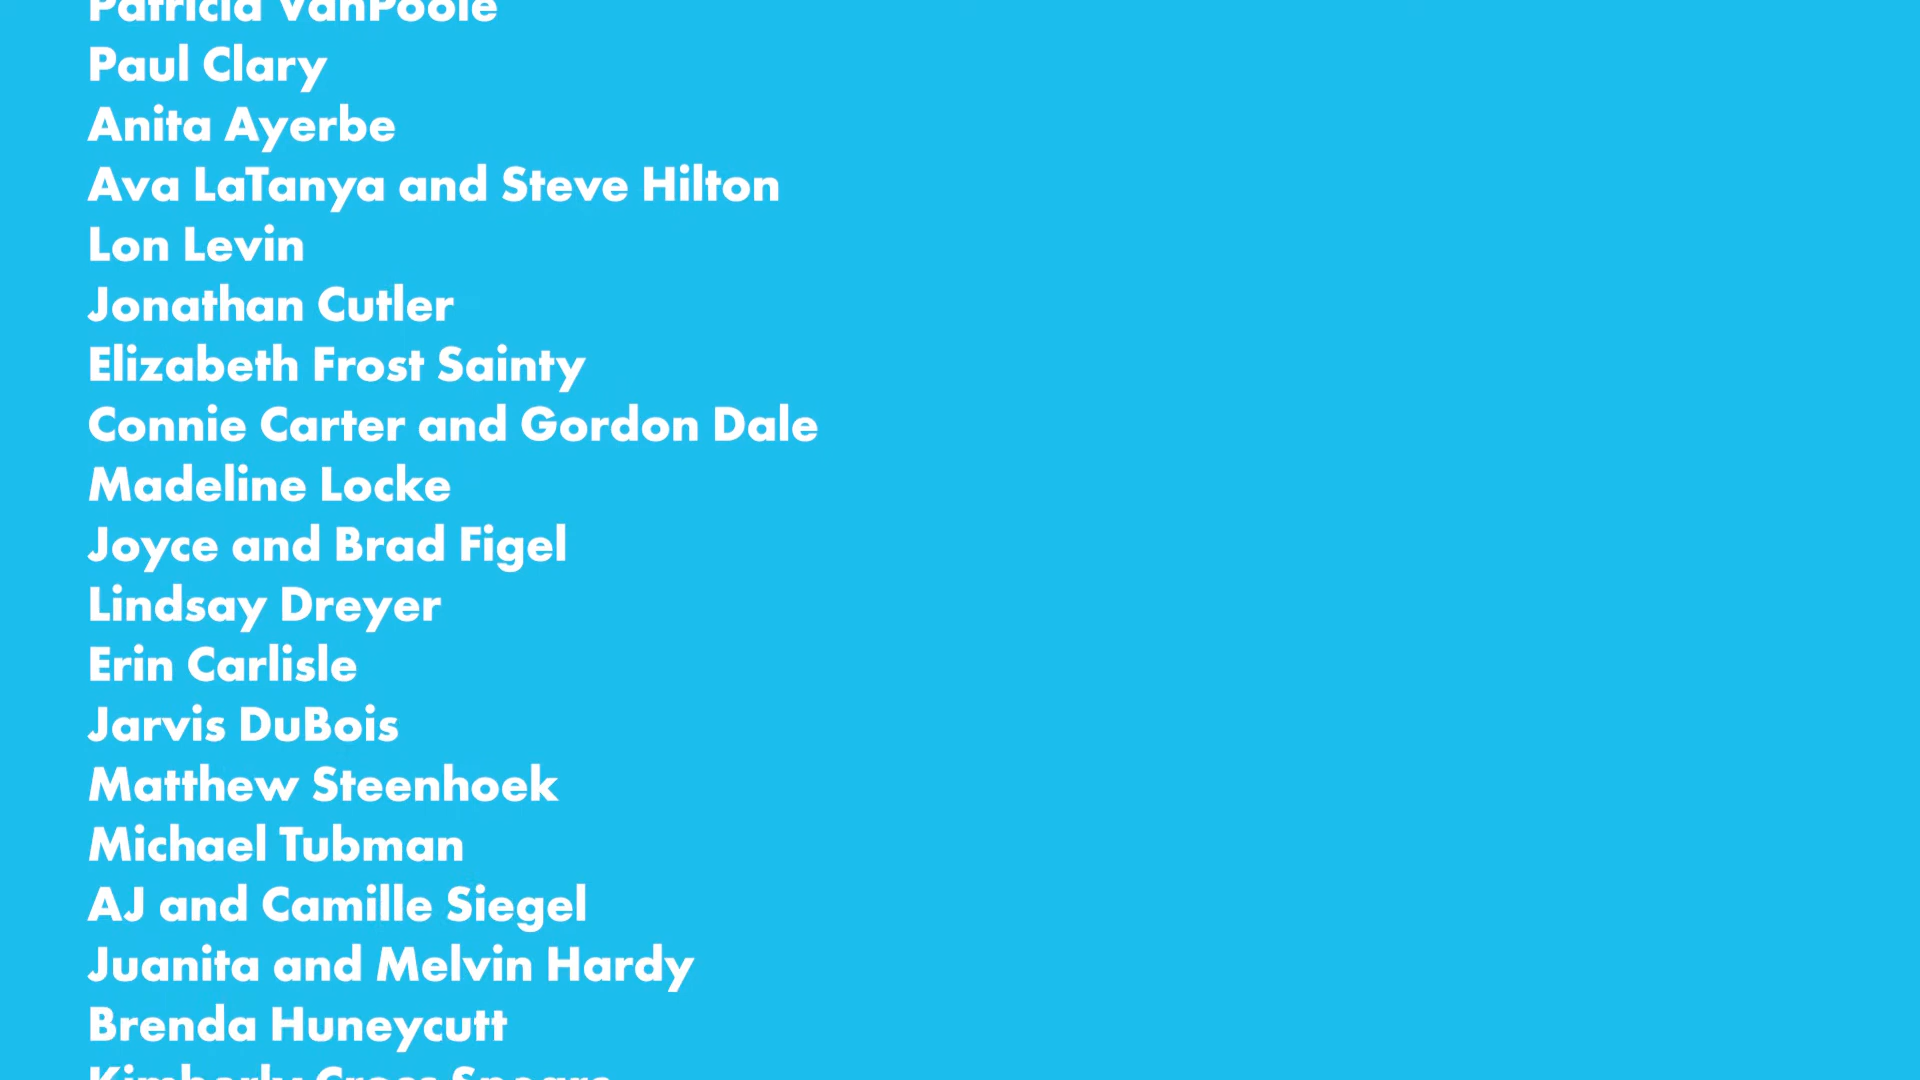 Patricia VanPoole
Paul Clary
Anita Ayerbe
Ava LaTanya and Steve Hilton
Lon Levin
Jonathan Cutler
Elizabeth Frost Sainty
Connie Carter and Gordon Dale
Madeline Locke
Joyce and Brad Figel
Lindsay Dreyer
Erin Carlisle
Jarvis DuBois
Matthew Steenhoek
Michael Tubman
AJ and Camille Siegel
Juanita and Melvin Hardy
Brenda Huneycutt
Kimberly Cross Spears